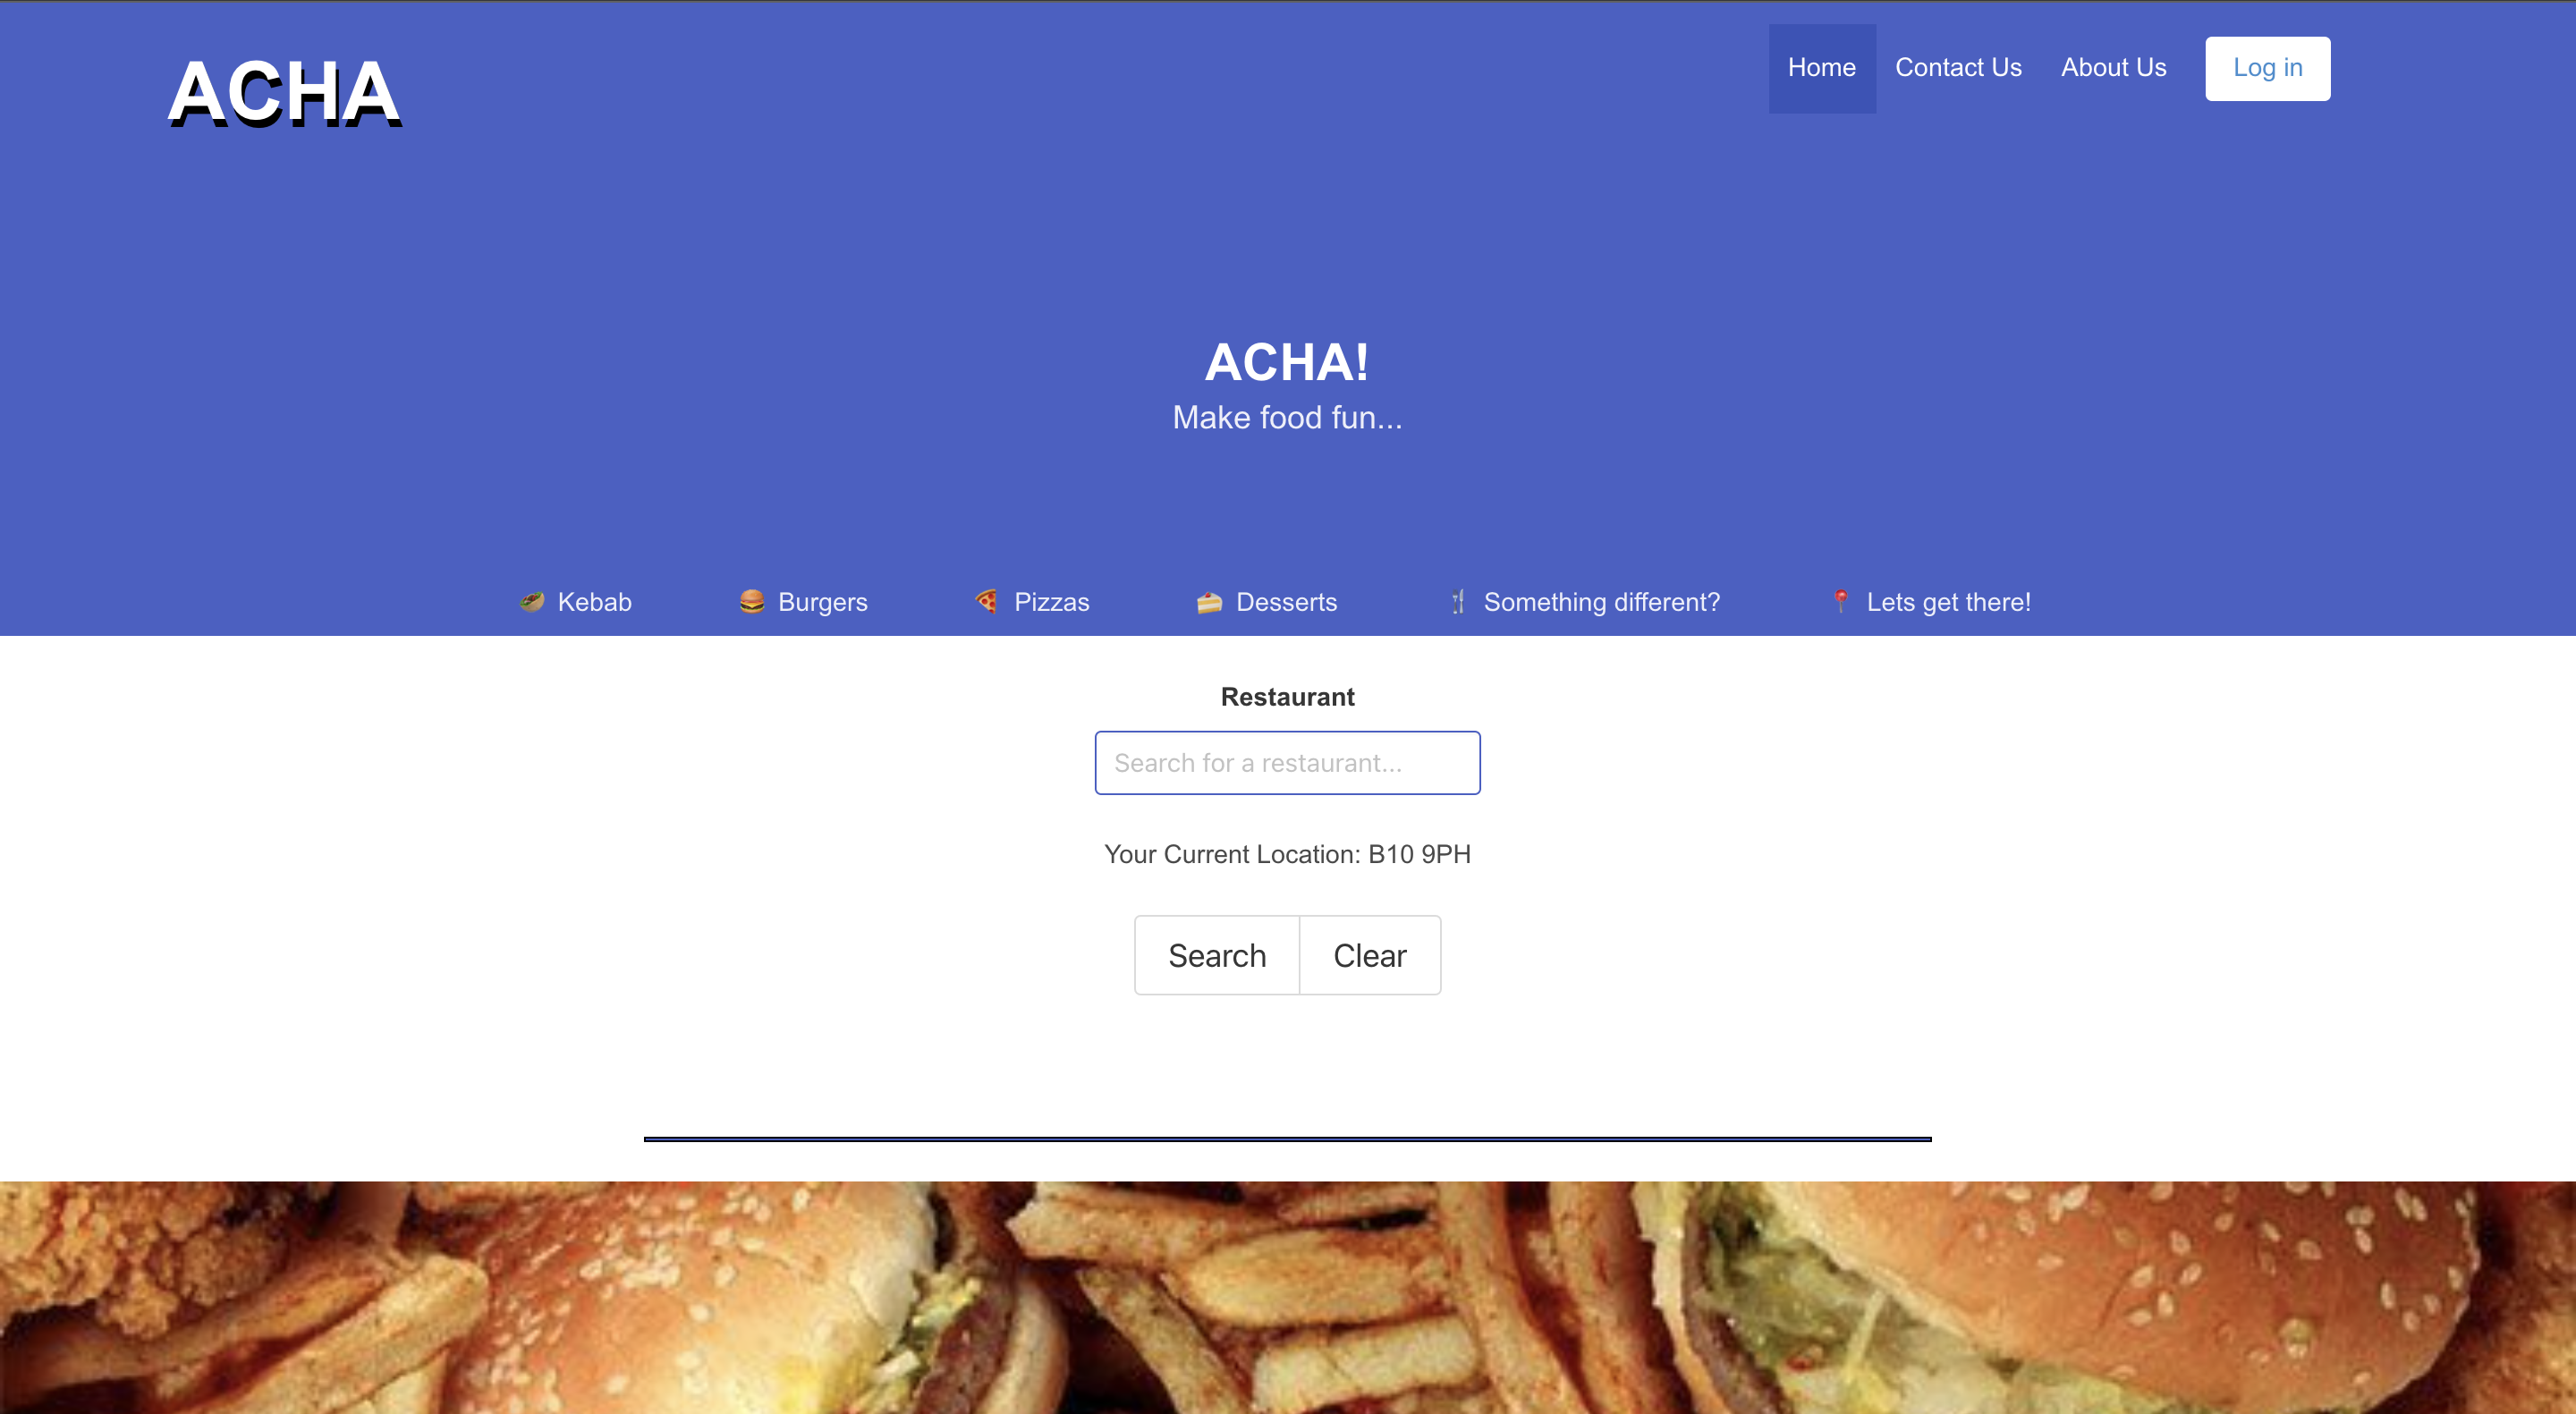 ACHA
Home Contact Us About Us Log in
ACHA!
Make food fun...
Kebab Burgers Pizzas Desserts Something different? Lets get there!
Restaurant
Search for a restaurant...
Your Current Location: B10 9PH
Search Clear